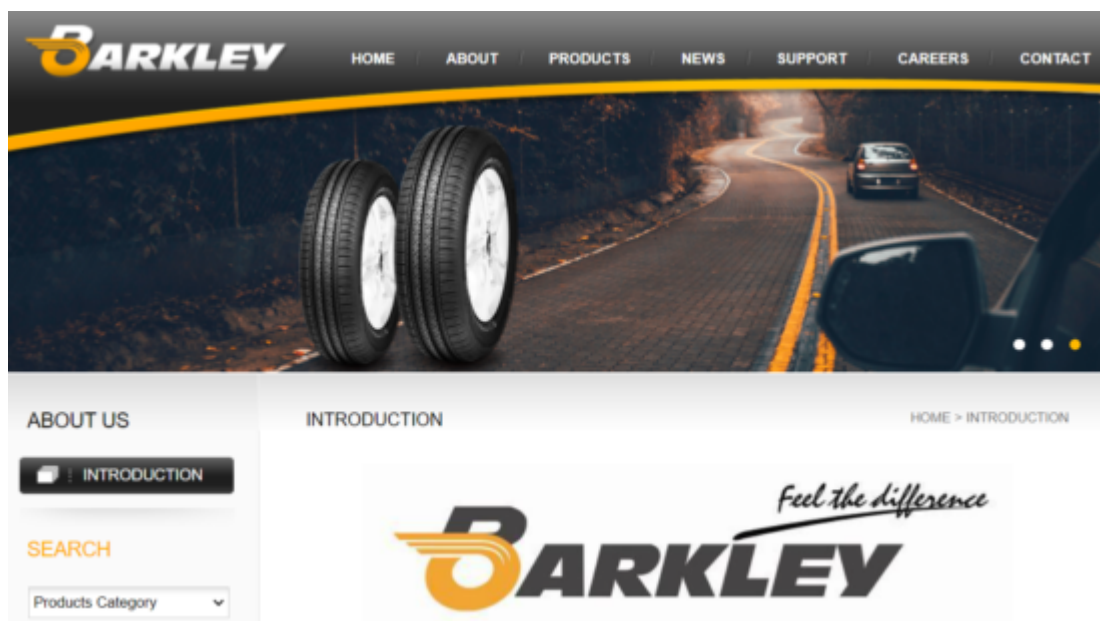 BARKLEY
HOME ABOUT PRODUCTS NEWS SUPPORT CAREERS CONTACT
ABOUT US
INTRODUCTION
SEARCH
Products Category
INTRODUCTION
HOME > INTRODUCTION
Feel the difference
BARKLEY